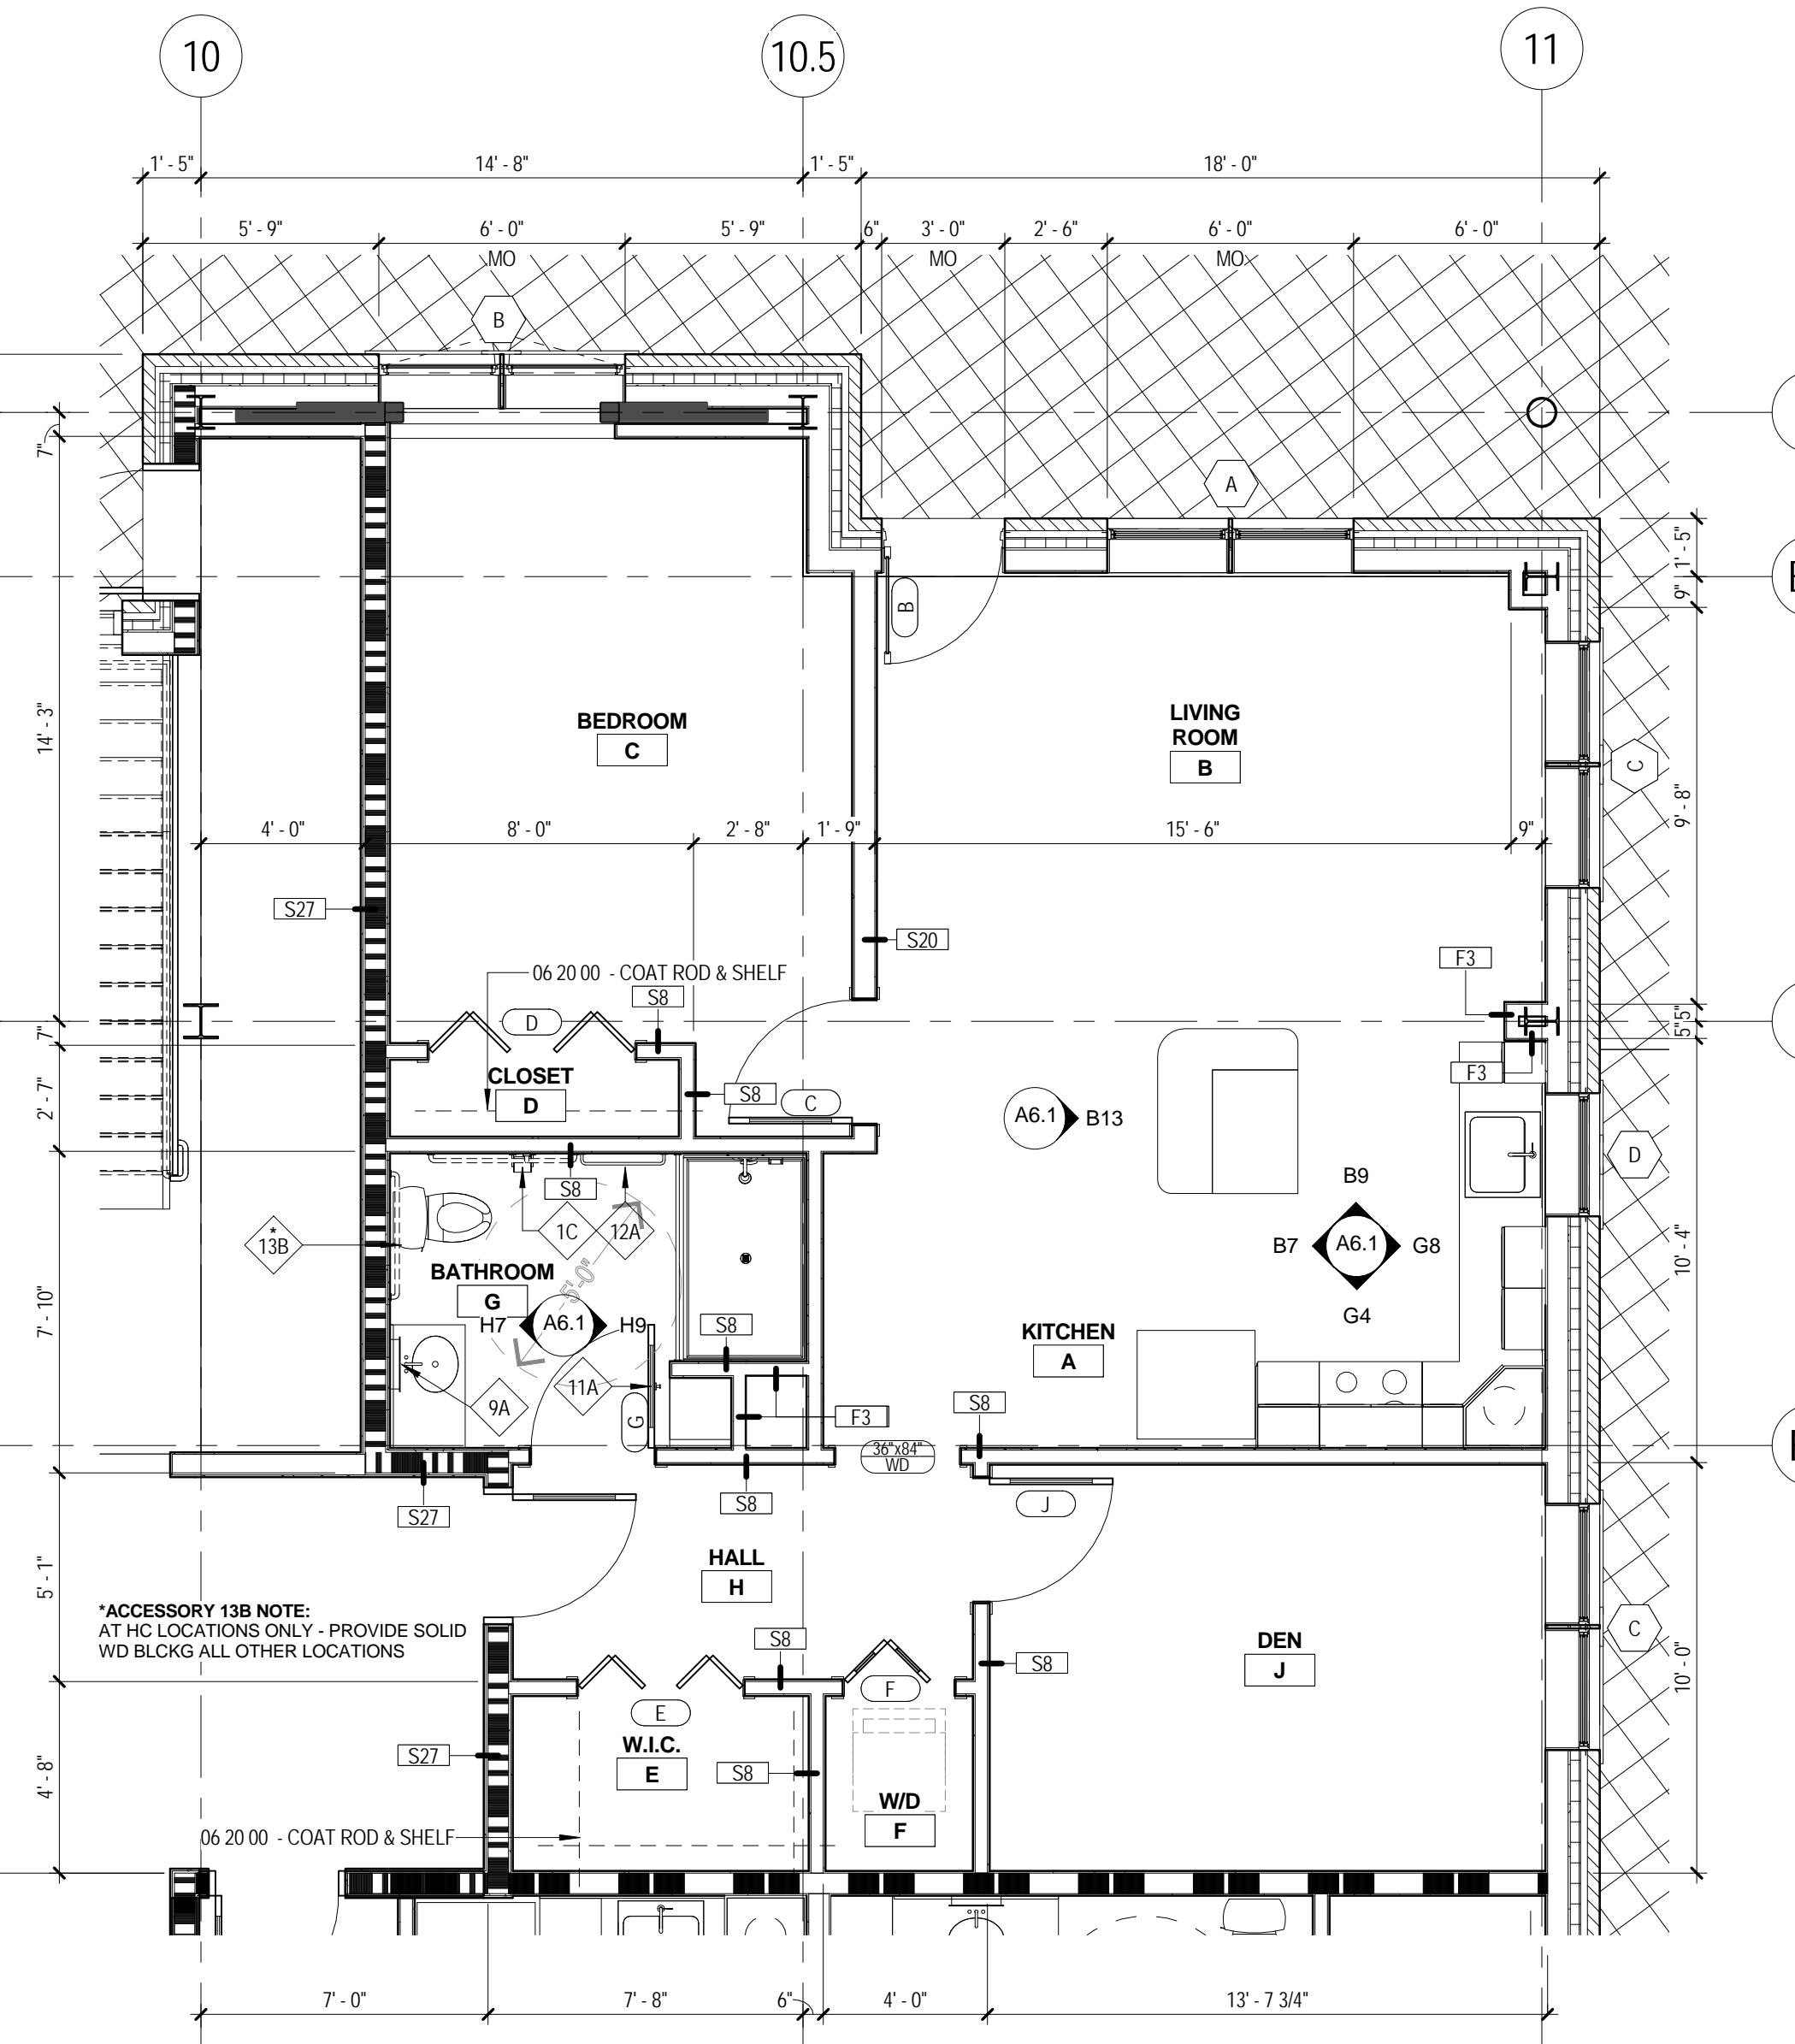 10
10.5
11
1' - 5"
14' - 8"
1' - 5"
18' - 0"
5' - 9"
6' - 0"
5' - 9"
6"
3' - 0"
2' - 6"
6' - 0"
6' - 0"
MO
MO
MO
B
A
7"
1' - 5"
9"
B
BEDROOM
C
LIVING
ROOM
B
C
14' - 3"
9' - 8"
4' - 0"
8' - 0"
2' - 8"
1' - 9"
15' - 6"
9"
S27
S20
F3
06 20 00 - COAT ROD & SHELF
S8
D
7"
5"
5"
F3
CLOSET
D
S8
C
2' - 7"
A6.1
B13
D
S8
B9
1C
12A
*
13B
B7
A6.1
G8
10' - 4"
5'-0"
BATHROOM
G
H7
A6.1
H9
G4
7' - 10"
S8
KITCHEN
A
11A
9A
G
F3
S8
36"x84"
WD
S27
S8
J
HALL
H
5' - 1"
*ACCESSORY 13B NOTE:
AT HC LOCATIONS ONLY - PROVIDE SOLID
WD BLCKG ALL OTHER LOCATIONS
S8
S8
DEN
J
C
10' - 0"
F
E
W.I.C.
E
S27
S8
4' - 8"
W/D
F
06 20 00 - COAT ROD & SHELF
7' - 0"
7' - 8"
6"
4' - 0"
13' - 7 3/4"